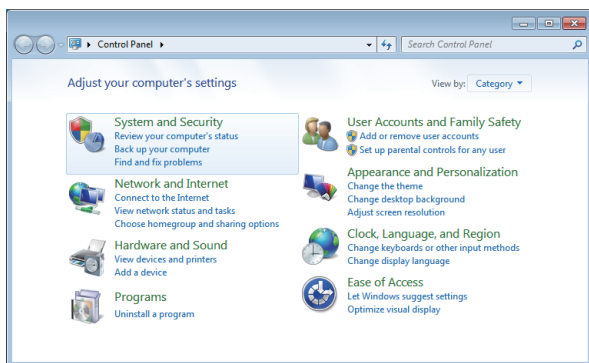 Control Panel
Search Control Panel
Adjust your computer's settings
View by: Category
System and Security
Review your computer's status
Back up your computer
Find and fix problems
Network and Internet
Connect to the Internet
View network status and tasks
Choose homegroup and sharing options
Hardware and Sound
View devices and printers
Add a device
Programs
Uninstall a program
User Accounts and Family Safety
Add or remove user accounts
Set up parental controls for any user
Appearance and Personalization
Change the theme
Change desktop background
Adjust screen resolution
Clock, Language, and Region
Change keyboards or other input methods
Change display language
Ease of Access
Let Windows suggest settings
Optimize visual display